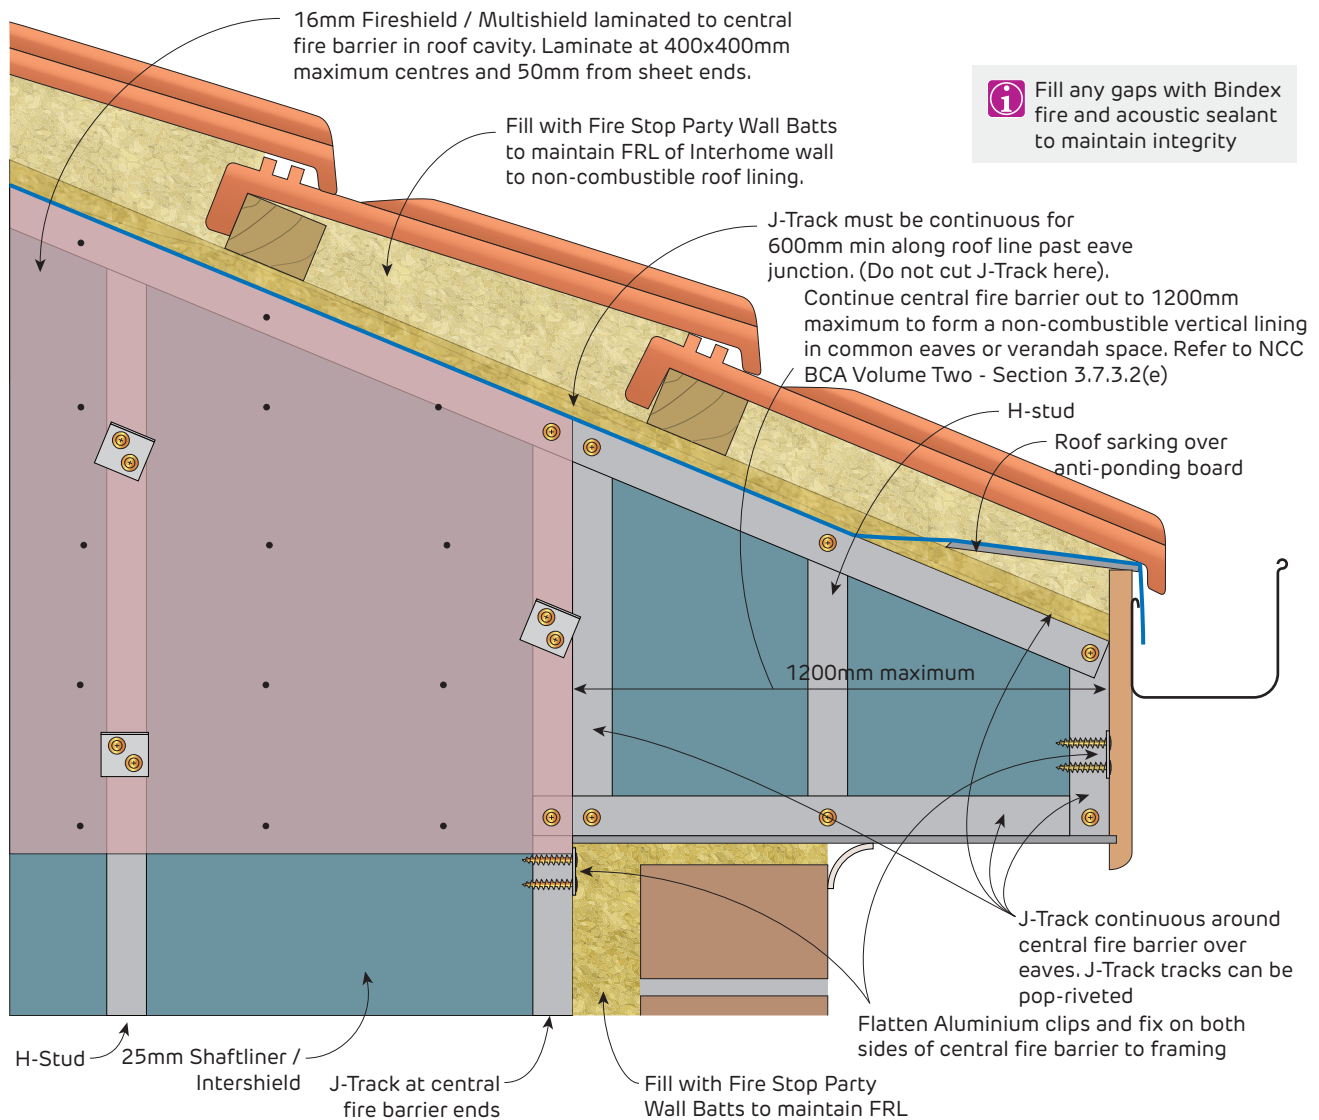 16mm Fireshield / Multishield laminated to central
fire barrier in roof cavity. Laminate at 400x400mm
maximum centres and 50mm from sheet ends.
Fill any gaps with Bindex
fire and acoustic sealant
to maintain integrity
Fill with Fire Stop Party Wall Batts
to maintain FRL of Interhome wall
to non-combustible roof lining.
J-Track must be continuous for
600mm min along roof line past eave
junction. (Do not cut J-Track here).
Continue central fire barrier out to 1200mm
maximum to form a non-combustible vertical lining
in common eaves or verandah space. Refer to NCC
BCA Volume Two - Section 3.7.3.2(e)
H-stud
Roof sarking over
anti-ponding board
1200mm maximum
J-Track continuous around
central fire barrier over
eaves. J-Track tracks can be
pop-riveted
Flatten Aluminium clips and fix on both
sides of central fire barrier to framing
H-Stud
25mm Shaftliner /
Intershield
J-Track at central
fire barrier ends
Fill with Fire Stop Party
Wall Batts to maintain FRL